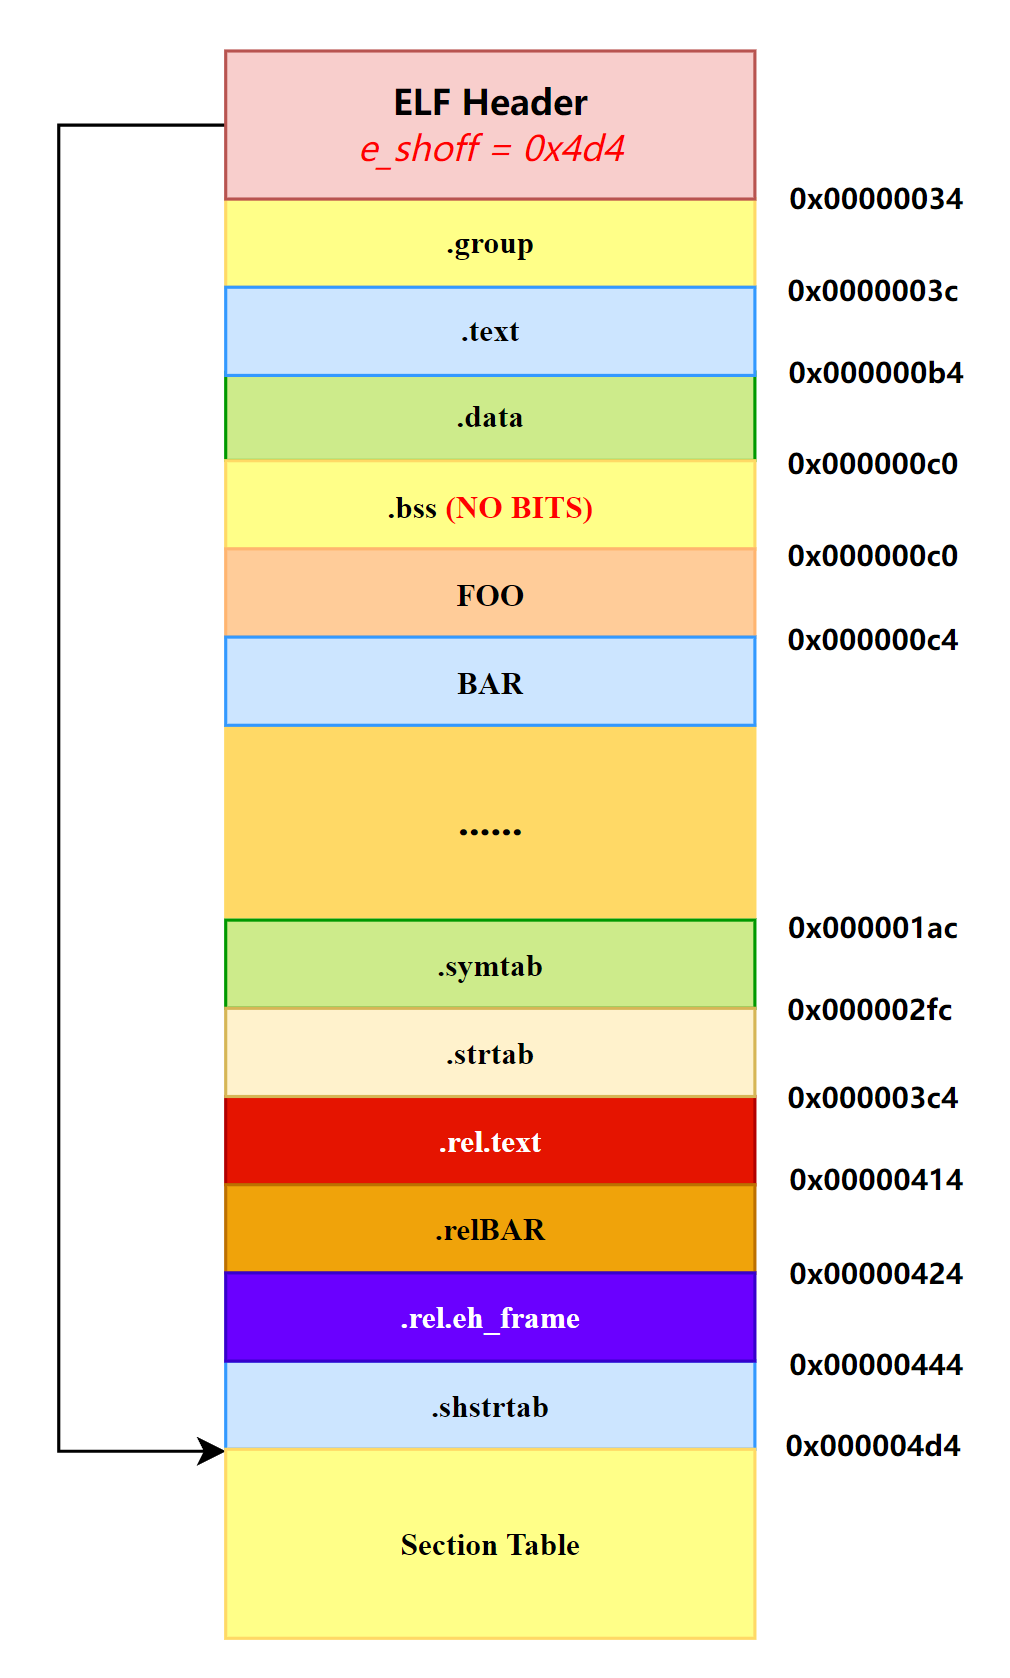 ELF Header
e_shoff = 0x4d4
0x00000034
.group
0x0000003c
.text
0x000000b4
.data
0x000000c0
.bss (NO BITS)
0x000000c0
FOO
0x000000c4
BAR
......
0x000001ac
.symtab
0x000002fc
.strtab
0x000003c4
.rel.text
0x00000414
.relBAR
0x00000424
.rel.eh_frame
0x00000444
.shstrtab
0x000004d4
Section Table